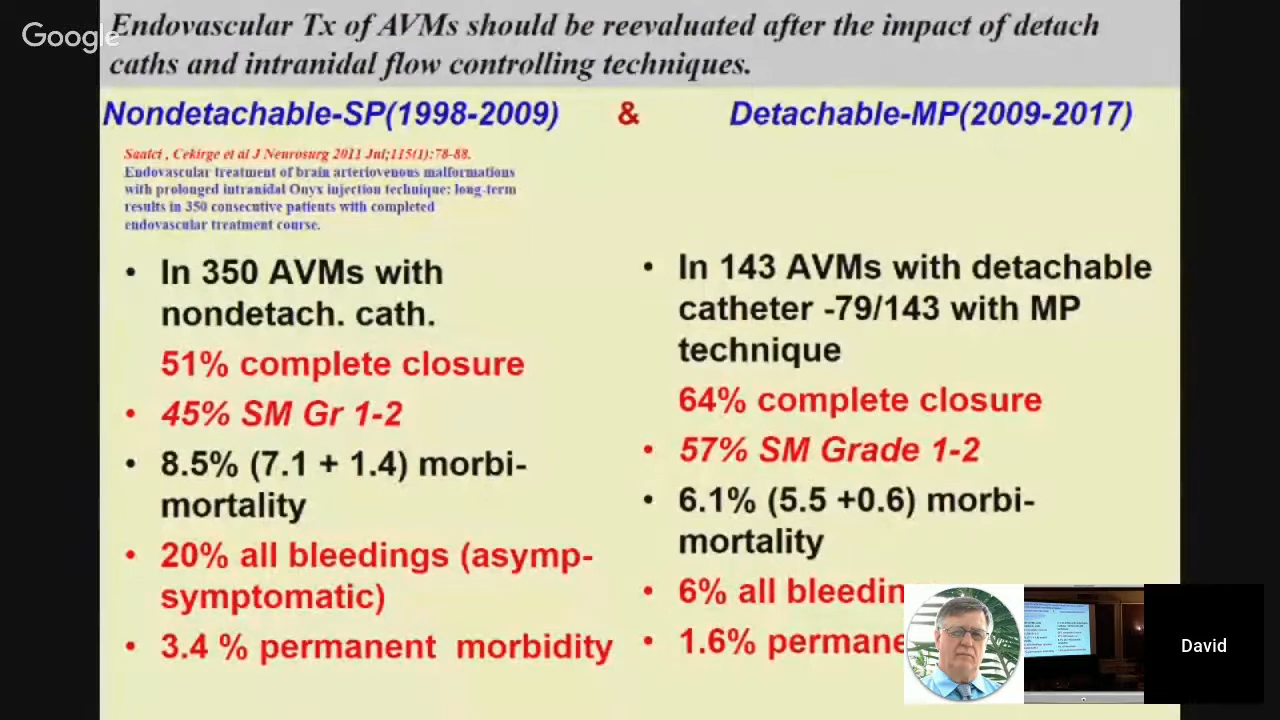 Google
Endovascular Tx of AVMs should be reevaluated after the impact of detach
caths and intranidal flow controlling techniques.
Nondetachable-SP(1998-2009) & Detachable-MP(2009-2017)
Saatci , Cekirge et al J Neurosurg 2011 Jul;115(1):78-88.
Endovascular treatment of brain arteriovenous malformations
with prolonged intranidal Onyx injection technique: long-term
results in 350 consecutive patients with completed
endovascular treatment course.
• In 350 AVMs with
nondetach. cath.
51% complete closure
• 45% SM Gr 1-2
• 8.5% (7.1 + 1.4) morbi-
mortality
• 20% all bleedings (asymp-
symptomatic)
• 3.4 % permanent morbidity
• In 143 AVMs with detachable
catheter -79/143 with MP
technique
64% complete closure
• 57% SM Grade 1-2
• 6.1% (5.5 +0.6) morbi-
mortality
• 6% all bleedin
• 1.6% permane
David